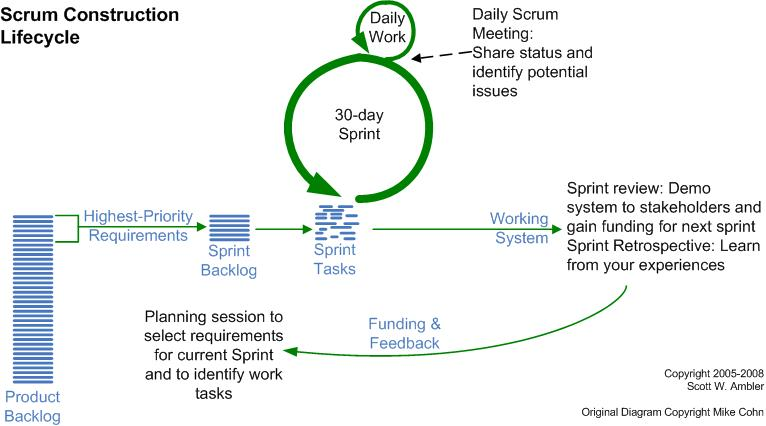 Scrum Construction
Lifecycle
Daily
Work
Daily Scrum
Meeting:
Share status and
identify potential
issues
30-day
Sprint
Highest-Priority
Requirements
Sprint
Backlog
Sprint
Tasks
Working
System
Sprint review: Demo
system to stakeholders and
gain funding for next sprint
Sprint Retrospective: Learn
from your experiences
Planning session to
select requirements
for current Sprint
and to identify work
tasks
Funding &
Feedback
Product
Backlog
Copyright 2005-2008
Scott W. Ambler
Original Diagram Copyright Mike Cohn